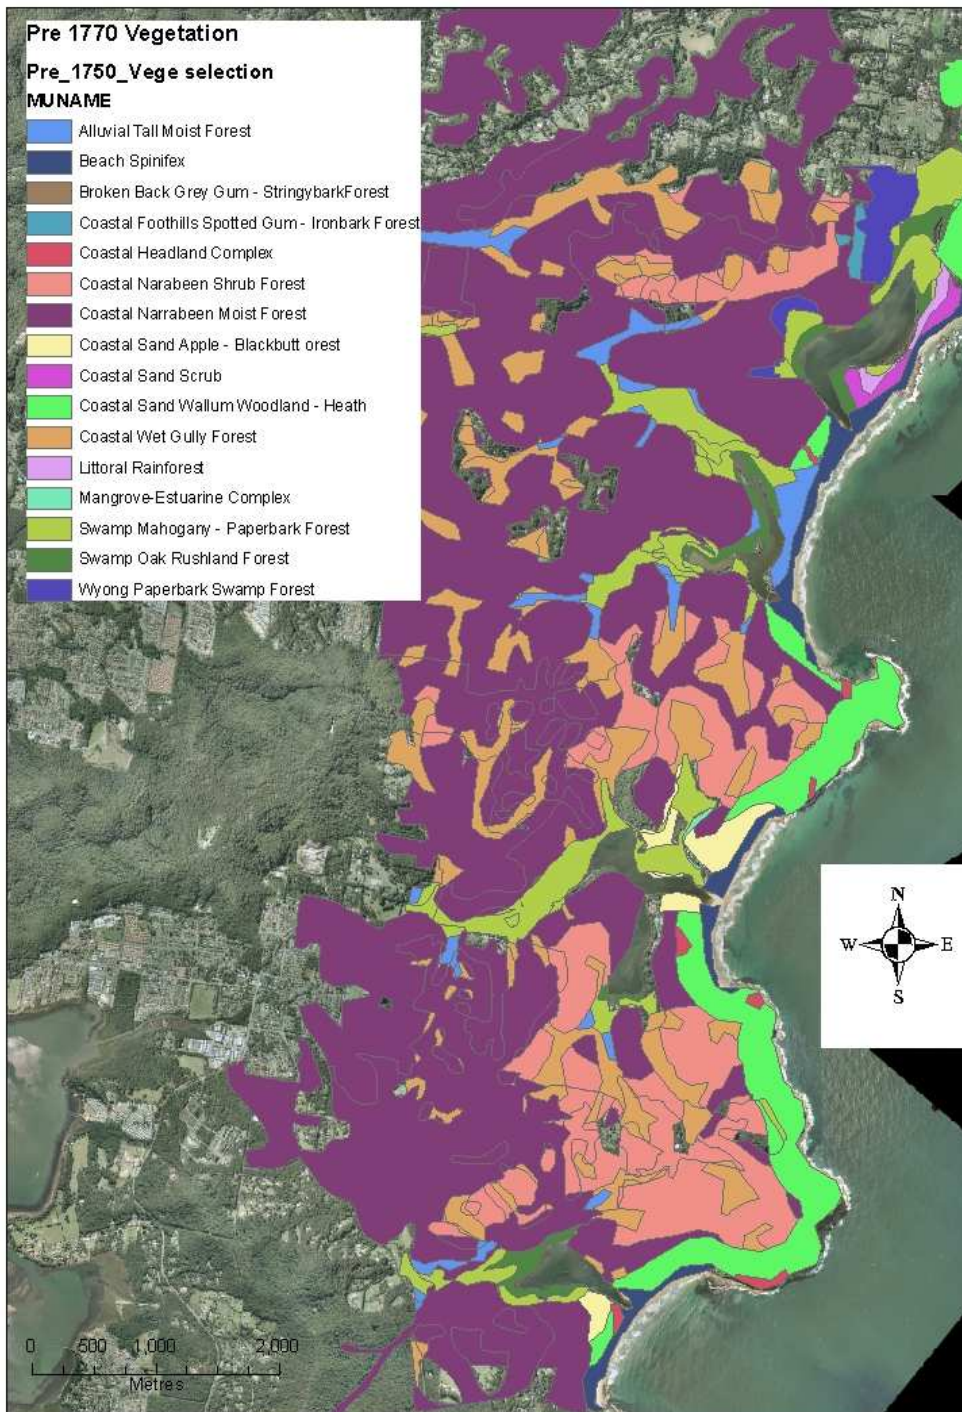 Pre 1770 Vegetation
Pre_1750_Vege selection
MUNAME
Alluvial Tall Moist Forest
Beach Spinifex
Broken Back Grey Gum - StringybarkForest
Coastal Foothills Spotted Gum - Ironbark Forest
Coastal Headland Complex
Coastal Narabeen Shrub Forest
Coastal Narrabeen Moist Forest
Coastal Sand Apple - Blackbutt orest
Coastal Sand Scrub
Coastal Sand Wallum Woodland - Heath
Coastal Wet Gully Forest
Littoral Rainforest
Mangrove-Estuarine Complex
Swamp Mahogany - Paperbark Forest
Swamp Oak Rushland Forest
Wyong Paperbark Swamp Forest
N
W E
S
0 500 1,000 2,000
Metres